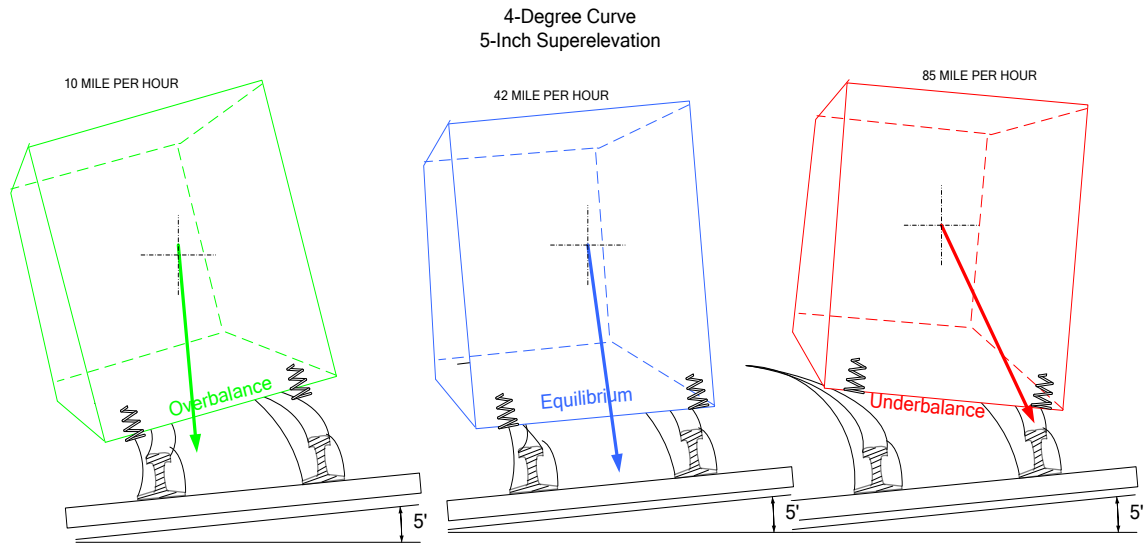 4-Degree Curve
5-Inch Superelevation
10 MILE PER HOUR
42 MILE PER HOUR
85 MILE PER HOUR
Overbalance
Equilibrium
Underbalance
5'
5'
5'